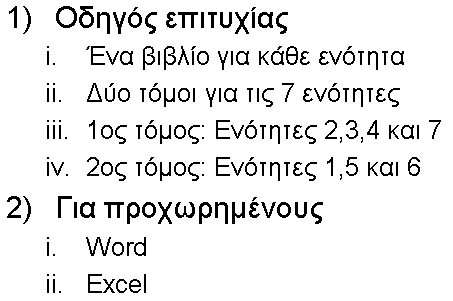 1) Οδηγός επιτυχίας
i. Ένα βιβλίο για κάθε ενότητα
ii. Δύο τόμοι για τις 7 ενότητες
iii. 1ος τόμος: Ενότητες 2,3,4 και 7
iv. 2ος τόμος: Ενότητες 1,5 και 6
2) Για προχωρημένους
i. Word
ii. Excel